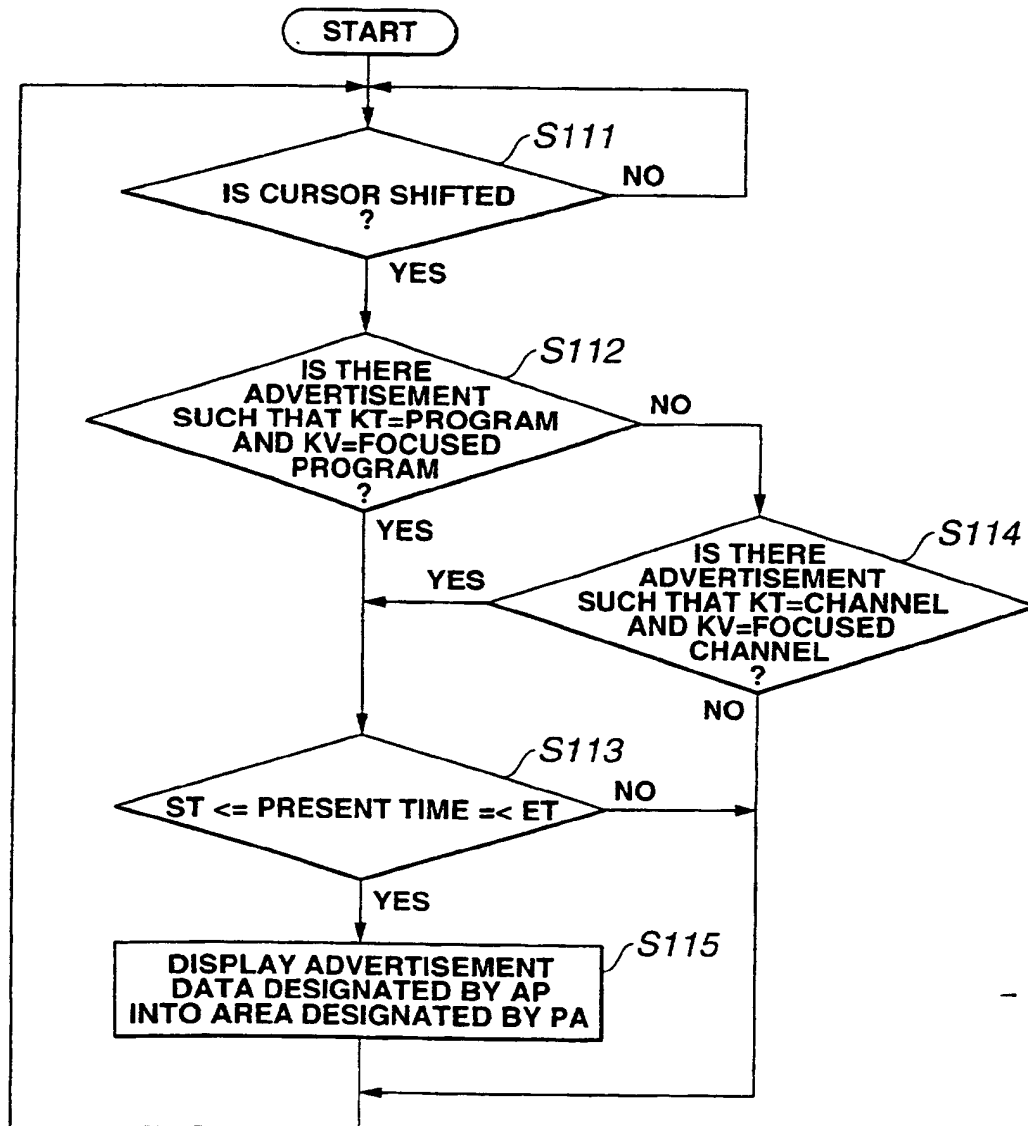 START
S111
IS CURSOR SHIFTED
?
NO
YES
S112
IS THERE
ADVERTISEMENT
SUCH THAT KT=PROGRAM
AND KV=FOCUSED
PROGRAM
?
NO
YES
S114
IS THERE
ADVERTISEMENT
SUCH THAT KT=CHANNEL
AND KV=FOCUSED
CHANNEL
?
YES
NO
S113
ST <= PRESENT TIME =< ET
NO
YES
S115
DISPLAY ADVERTISEMENT
DATA DESIGNATED BY AP
INTO AREA DESIGNATED BY PA